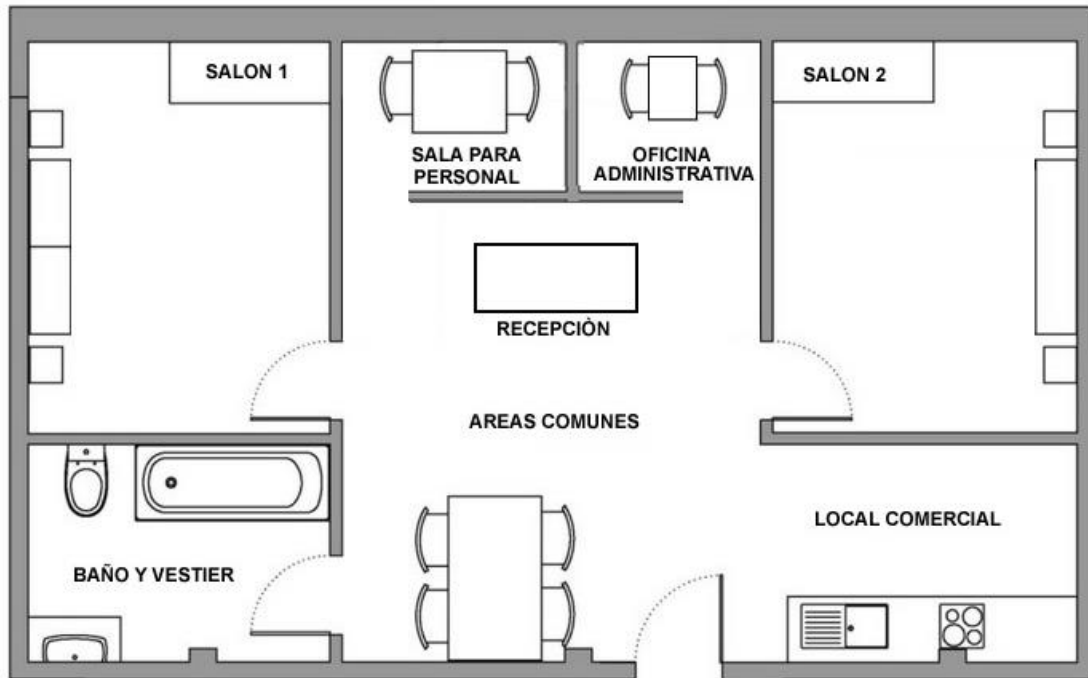 SALON 1
SALA PARA
PERSONAL
OFICINA
ADMINISTRATIVA
SALON 2
RECEPCIÒN
AREAS COMUNES
BAÑO Y VESTIER
LOCAL COMERCIAL